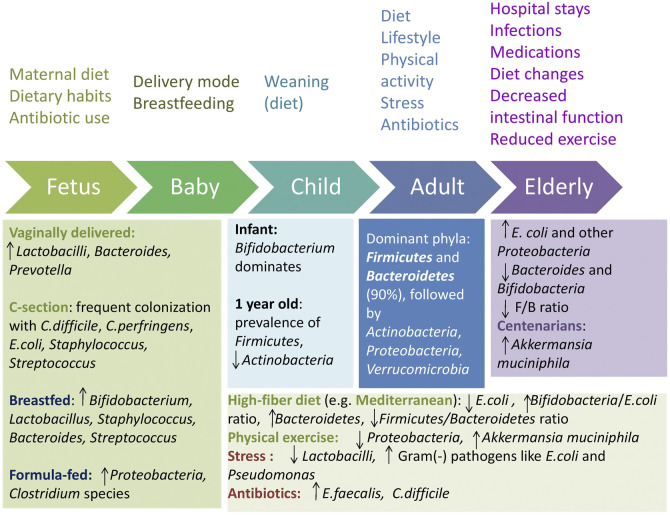 Maternal diet
Dietary habits
Antibiotic use
Delivery mode
Breastfeeding
Weaning
(diet)
Diet
Lifestyle
Physical
activity
Stress
Antibiotics
Hospital stays
Infections
Medications
Diet changes
Decreased
intestinal function
Reduced exercise
Fetus
Baby
Child
Adult
Elderly
Vaginally delivered:
↑Lactobacilli, Bacteroides,
Prevotella
C-section: frequent colonization
with C.difficile, C.perfringens,
E.coli, Staphylococcus,
Streptococcus
Breastfed: ↑ Bifidobacterium,
Lactobacillus, Staphylococcus,
Bacteroides, Streptococcus
Formula-fed: ↑Proteobacteria,
Clostridium species
Infant:
Bifidobacterium
dominates
1 year old:
prevalence of
Firmicutes,
↓ Actinobacteria
Dominant phyla:
Firmicutes and
Bacteroidetes
(90%), followed
by
Actinobacteria,
Proteobacteria,
Verrucomicrobia
↑ E. coli and other
Proteobacteria
↓ Bacteroides and
Bifidobacteria
↓ F/B ratio
Centenarians:
↑ Akkermansia
muciniphila
High-fiber diet (e.g. Mediterranean): ↓ E.coli , ↑Bifidobacteria/E.coli
ratio, ↑Bacteroidetes, ↓Firmicutes/Bacteroidetes ratio
Physical exercise: ↓ Proteobacteria, ↑ Akkermansia muciniphila
Stress : ↓ Lactobacilli, ↑ Gram(-) pathogens like E.coli and
Pseudomonas
Antibiotics: ↑ E.faecalis, C.difficile